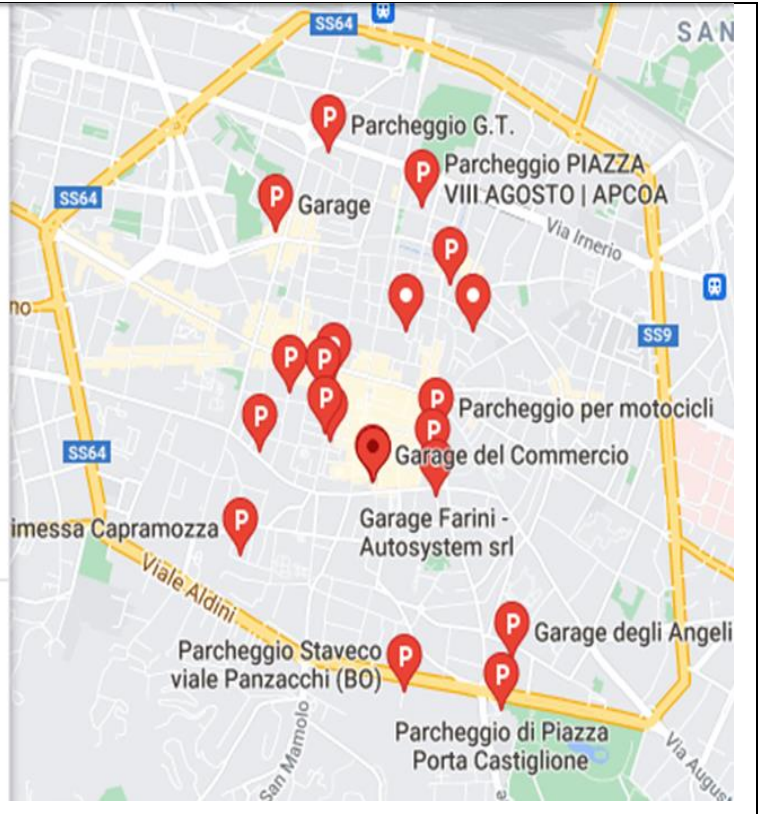 SS64
SAN
Parcheggio G.T.
Parcheggio PIAZZA
VIII AGOSTO | APCOA
SS64
Garage
Via Irnerio
no
SS9
Parcheggio per motocicli
SS64
Garage del Commercio
Garage Farini -
Autosystem srl
imessa Capramozza
Viale Aldini
Garage degli Angeli
Parcheggio Staveco
viale Panzacchi (BO)
Parcheggio di Piazza
Porta Castiglione
San Mamolo
Via Augus
P
P
P
P
P
P
P
P
P
P
P
P
P
P